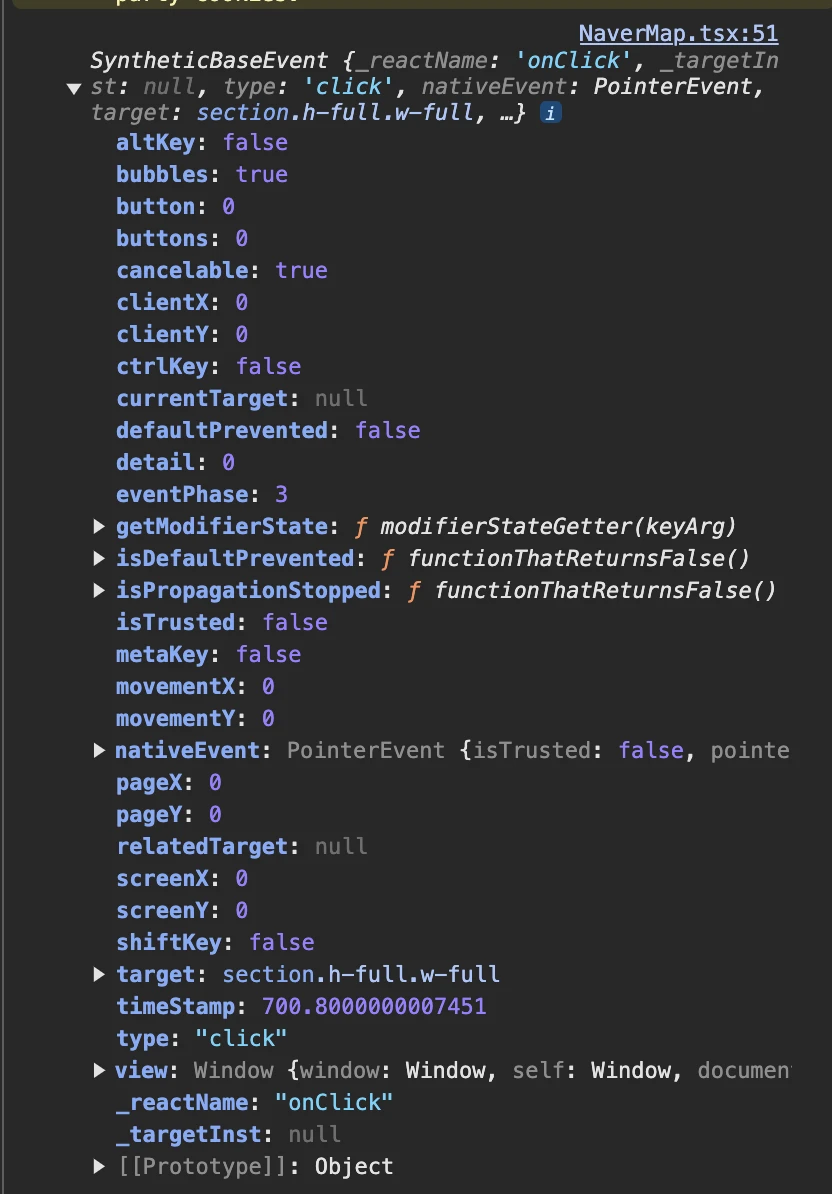 NaverMap.tsx:51
SyntheticBaseEvent {_reactName: 'onClick', _targetIn
st: null, type: 'click', nativeEvent: PointerEvent,
target: section.h-full.w-full, …} i
altKey: false
bubbles: true
button: 0
buttons: 0
cancelable: true
clientX: 0
clientY: 0
ctrlKey: false
currentTarget: null
defaultPrevented: false
detail: 0
eventPhase: 3
getModifierState: ƒ modifierStateGetter(keyArg)
isDefaultPrevented: ƒ functionThatReturnsFalse()
isPropagationStopped: ƒ functionThatReturnsFalse()
isTrusted: false
metaKey: false
movementX: 0
movementY: 0
nativeEvent: PointerEvent {isTrusted: false, pointe
pageX: 0
pageY: 0
relatedTarget: null
screenX: 0
screenY: 0
shiftKey: false
target: section.h-full.w-full
timeStamp: 700.8000000007451
type: "click"
view: Window {window: Window, self: Window, documen
_reactName: "onClick"
_targetInst: null
[[Prototype]]: Object